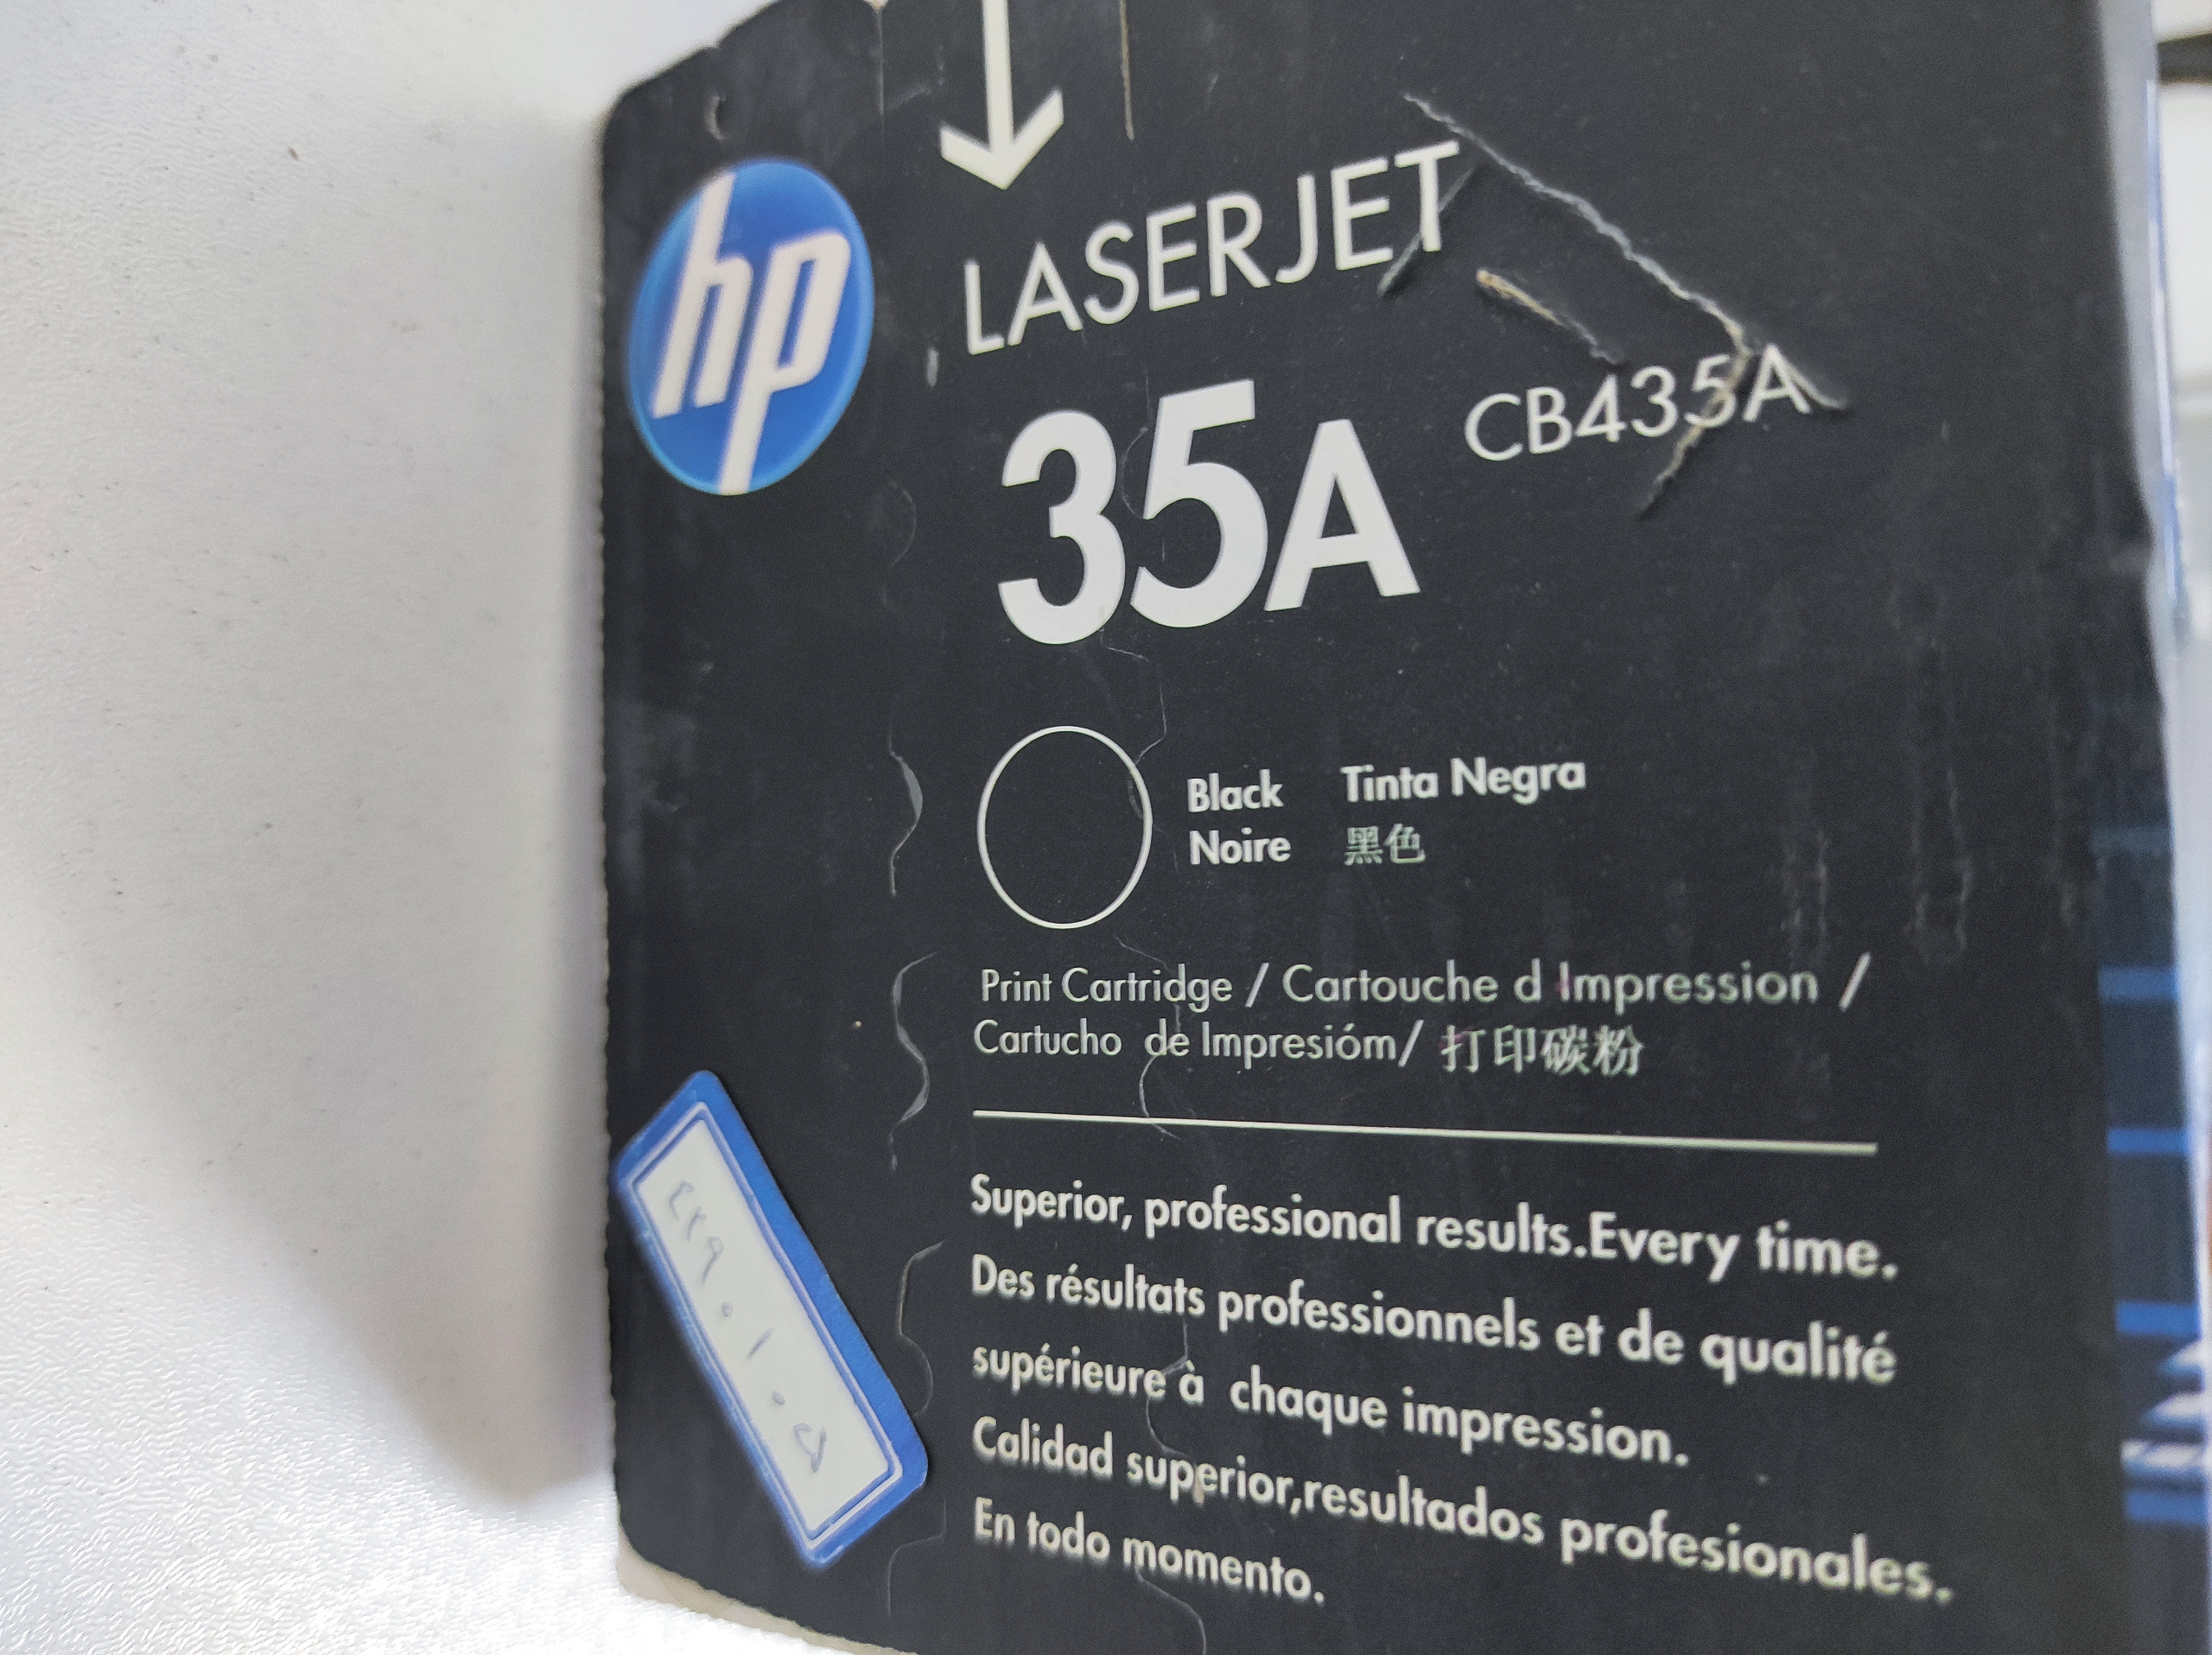 hp
LASERJET
35A CB435A
Black Tinta Negra
Noire 黑色
Print Cartridge / Cartouche d Impression /
Cartucho de Impresióm/ 打印碳粉
Superior, professional results.Every time.
Des résultats professionnels et de qualité
supérieure à chaque impression.
Calidad superior,resultados profesionales.
En todo momento.